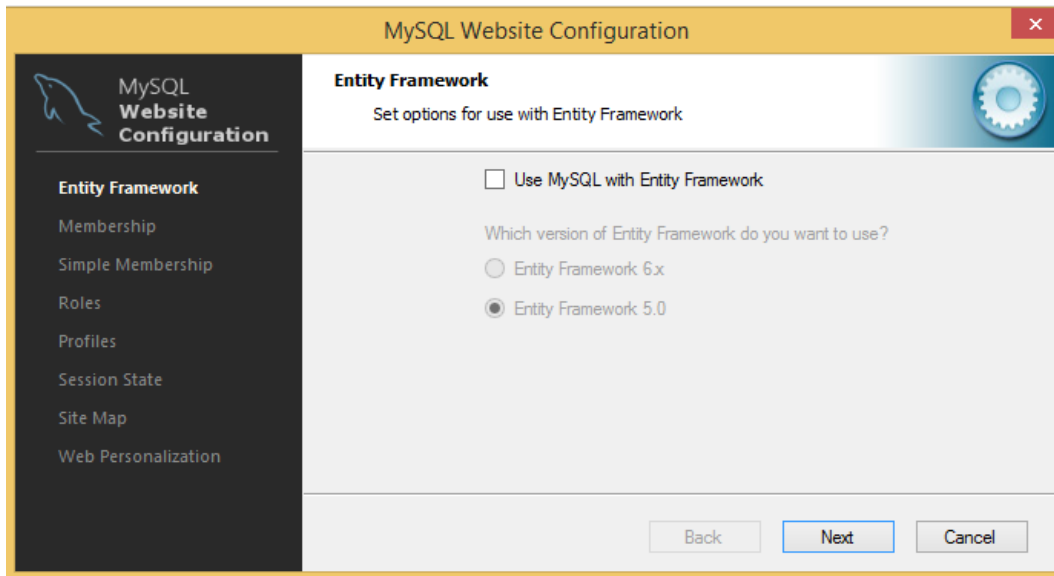 MySQL Website Configuration
MySQL
Website
Configuration
Entity Framework
Membership
Simple Membership
Roles
Profiles
Session State
Site Map
Web Personalization
Entity Framework
Set options for use with Entity Framework
Use MySQL with Entity Framework
Which version of Entity Framework do you want to use?
Entity Framework 6.x
Entity Framework 5.0
Back
Next
Cancel